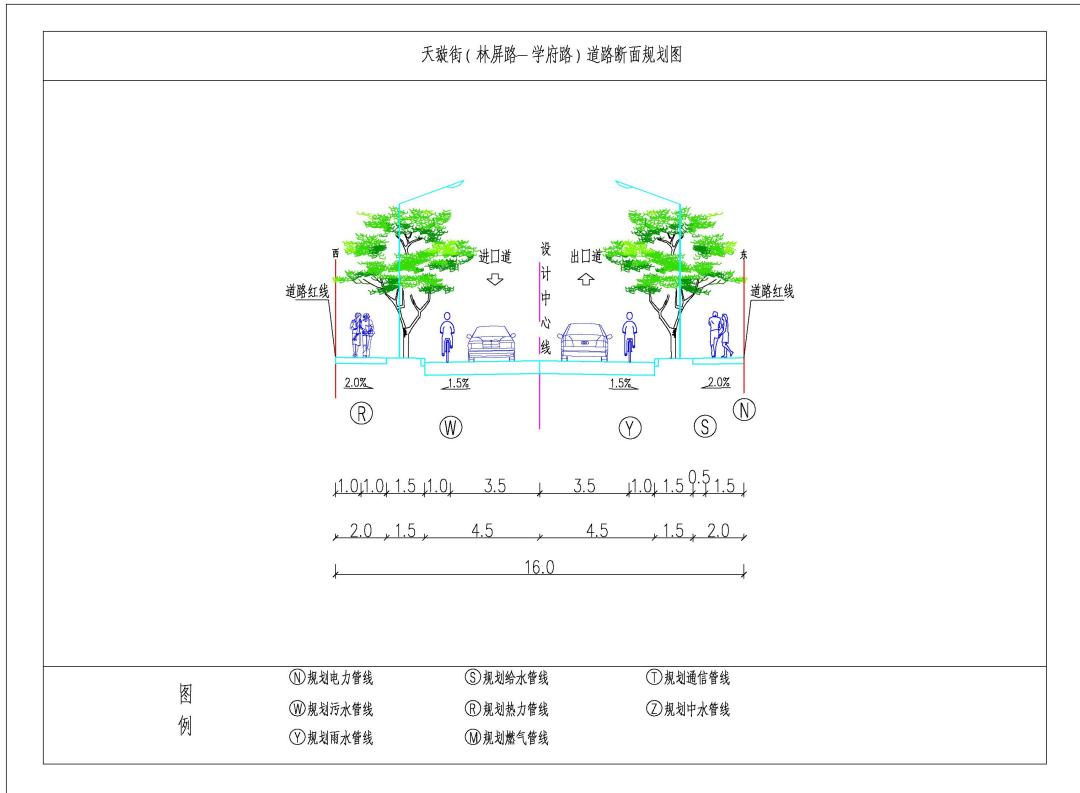 天璇街(林屏路—学府路)道路断面规划图
西
进口道
设计中心线
出口道
东
道路红线
道路红线
2.0%
1.5%
1.5%
2.0%
R
W
Y
S
N
1.0 1.0 1.5 1.0 3.5 3.5 1.0 1.5 0.5 1.5
2.0 1.5 4.5 4.5 1.5 2.0
16.0
图例
N规划电力管线 S规划给水管线 T规划通信管线
W规划污水管线 R规划热力管线 Z规划中水管线
Y规划雨水管线 M规划燃气管线